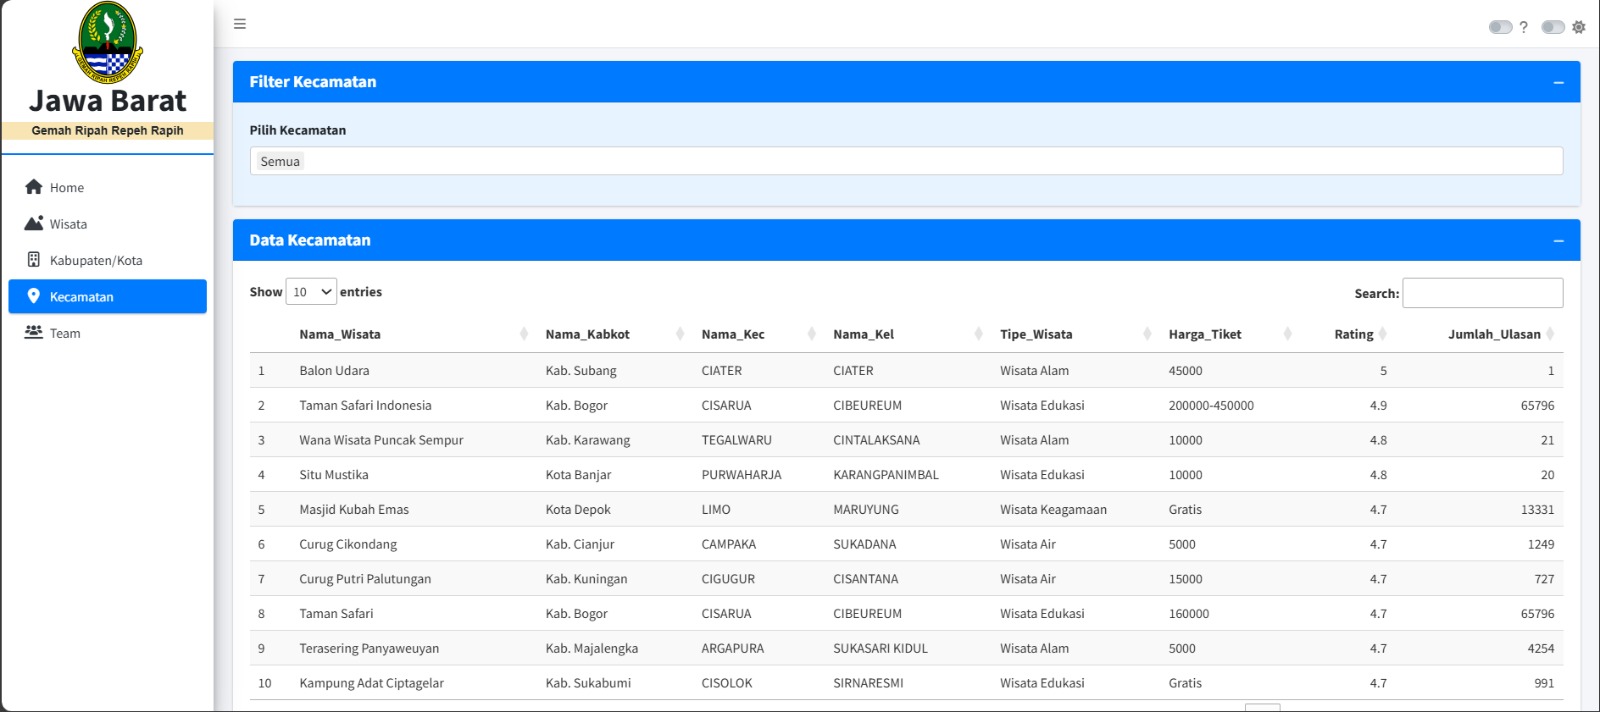 GEMAH RIPAH REPEH RAPIH
Jawa Barat
Gemah Ripah Repeh Rapih
Home
Wisata
Kabupaten/Kota
Kecamatan
Team
?
Filter Kecamatan
Pilih Kecamatan
Semua
Data Kecamatan
Show 10 entries Search:
Nama_Wisata Nama_Kabkot Nama_Kec Nama_Kel Tipe_Wisata Harga_Tiket Rating Jumlah_Ulasan
1 Balon Udara Kab. Subang CIATER CIATER Wisata Alam 45000 5 1
2 Taman Safari Indonesia Kab. Bogor CISARUA CIBEUREUM Wisata Edukasi 200000-450000 4.9 65796
3 Wana Wisata Puncak Sempur Kab. Karawang TEGALWARU CINTALAKSANA Wisata Alam 10000 4.8 21
4 Situ Mustika Kota Banjar PURWAHARJA KARANGPANIMBAL Wisata Edukasi 10000 4.8 20
5 Masjid Kubah Emas Kota Depok LIMO MARUYUNG Wisata Keagamaan Gratis 4.7 13331
6 Curug Cikondang Kab. Cianjur CAMPAKA SUKADANA Wisata Air 5000 4.7 1249
7 Curug Putri Palutungan Kab. Kuningan CIGUGUR CISANTANA Wisata Air 15000 4.7 727
8 Taman Safari Kab. Bogor CISARUA CIBEUREUM Wisata Edukasi 160000 4.7 65796
9 Terasering Panyaweuyan Kab. Majalengka ARGAPURA SUKASARI KIDUL Wisata Alam 5000 4.7 4254
10 Kampung Adat Ciptagelar Kab. Sukabumi CISOLOK SIRNARESMI Wisata Edukasi Gratis 4.7 991